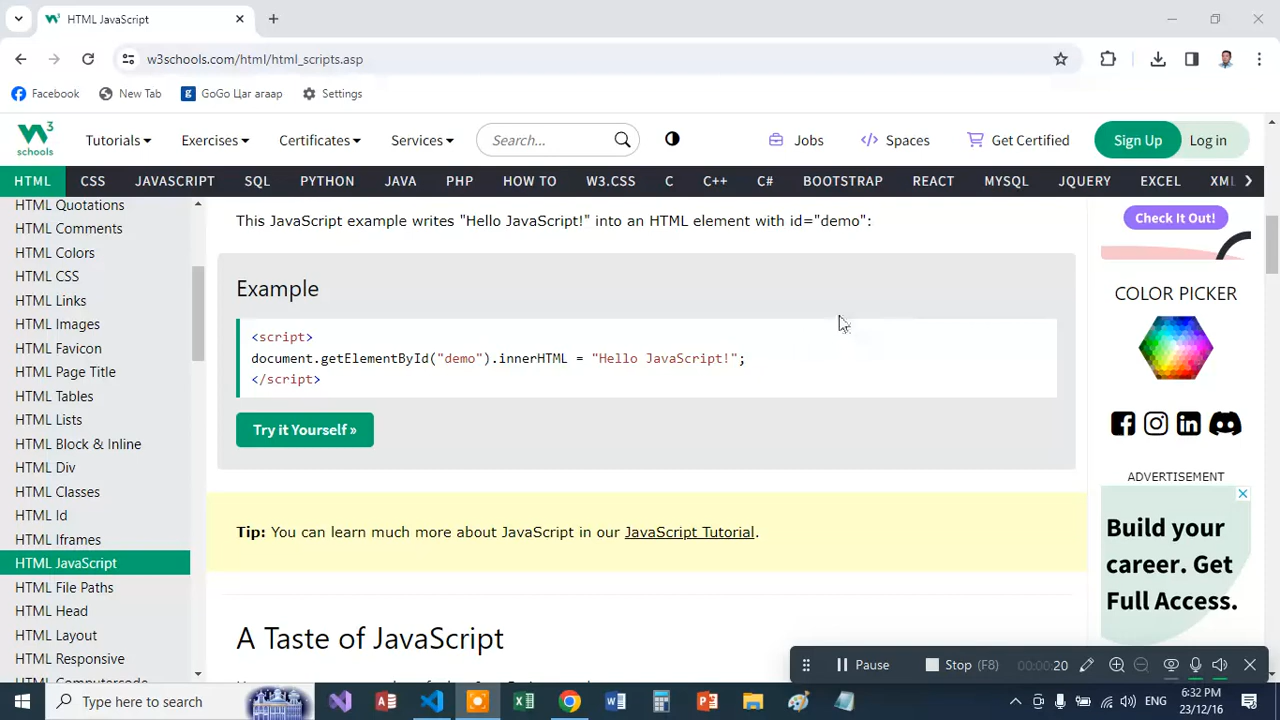 HTML JavaScript
w3schools.com/html/html_scripts.asp
Facebook
New Tab
GoGo Цаг агаар
Settings
W3 schools
Tutorials
Exercises
Certificates
Services
Search...
Jobs
Spaces
Get Certified
Sign Up
Log in
HTML
CSS
JAVASCRIPT
SQL
PYTHON
JAVA
PHP
HOW TO
W3.CSS
C
C++
C#
BOOTSTRAP
REACT
MYSQL
JQUERY
EXCEL
XML
HTML Quotations
HTML Comments
HTML Colors
HTML CSS
HTML Links
HTML Images
HTML Favicon
HTML Page Title
HTML Tables
HTML Lists
HTML Block & Inline
HTML Div
HTML Classes
HTML Id
HTML Iframes
HTML JavaScript
HTML File Paths
HTML Head
HTML Layout
HTML Responsive
This JavaScript example writes "Hello JavaScript!" into an HTML element with id="demo":
Example
<script>
document.getElementById("demo").innerHTML = "Hello JavaScript!";
</script>
Try it Yourself »
Tip: You can learn much more about JavaScript in our JavaScript Tutorial.
A Taste of JavaScript
Check It Out!
COLOR PICKER
ADVERTISEMENT
Build your
career. Get
Full Access.
Pause
Stop (F8)
00:00:20
Type here to search
ENG
6:32 PM
23/12/16